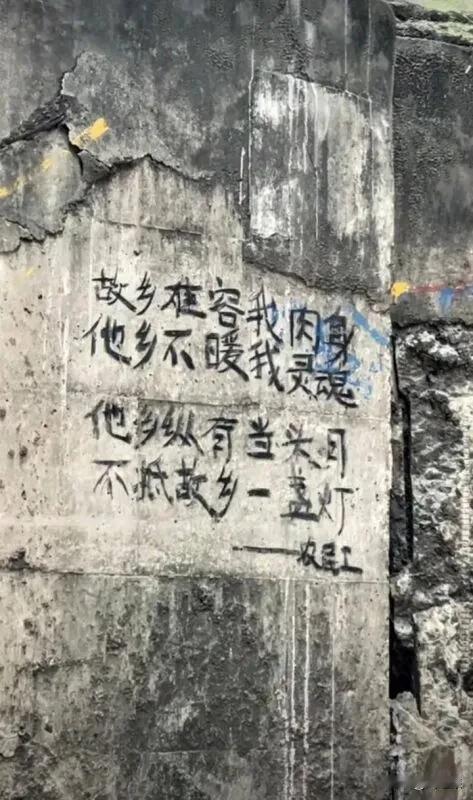 故乡难容我肉身
他乡不暖我灵魂
他乡纵有当头月
不抵故乡一盏灯
——农民工